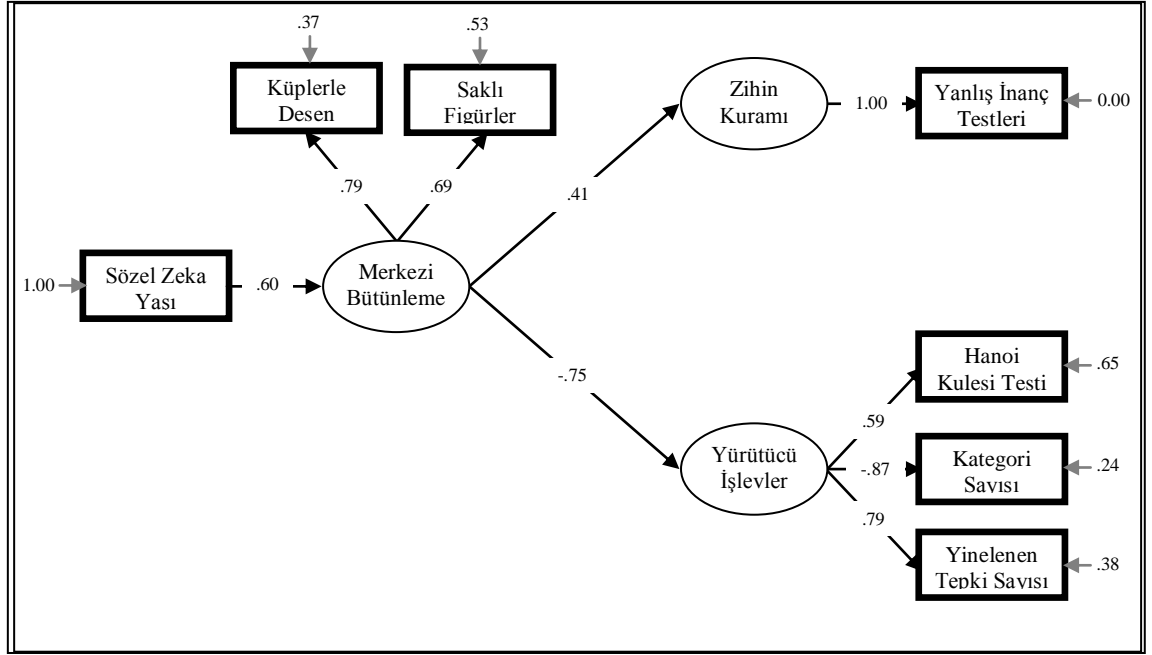 .37
.53
Küplerle
Desen
Saklı
Figürler
Zihin
Kuramı
1.00
Yanlış İnanç
Testleri
0.00
.79
.69
.41
1.00
Sözel Zeka
Yası
.60
Merkezi
Bütünleme
-.75
Hanoi
Kulesi Testi
.65
.59
Yürütücü
İşlevler
-.87
Kategori
Sayısı
.24
.79
Yinelenen
Tepki Sayısı
.38